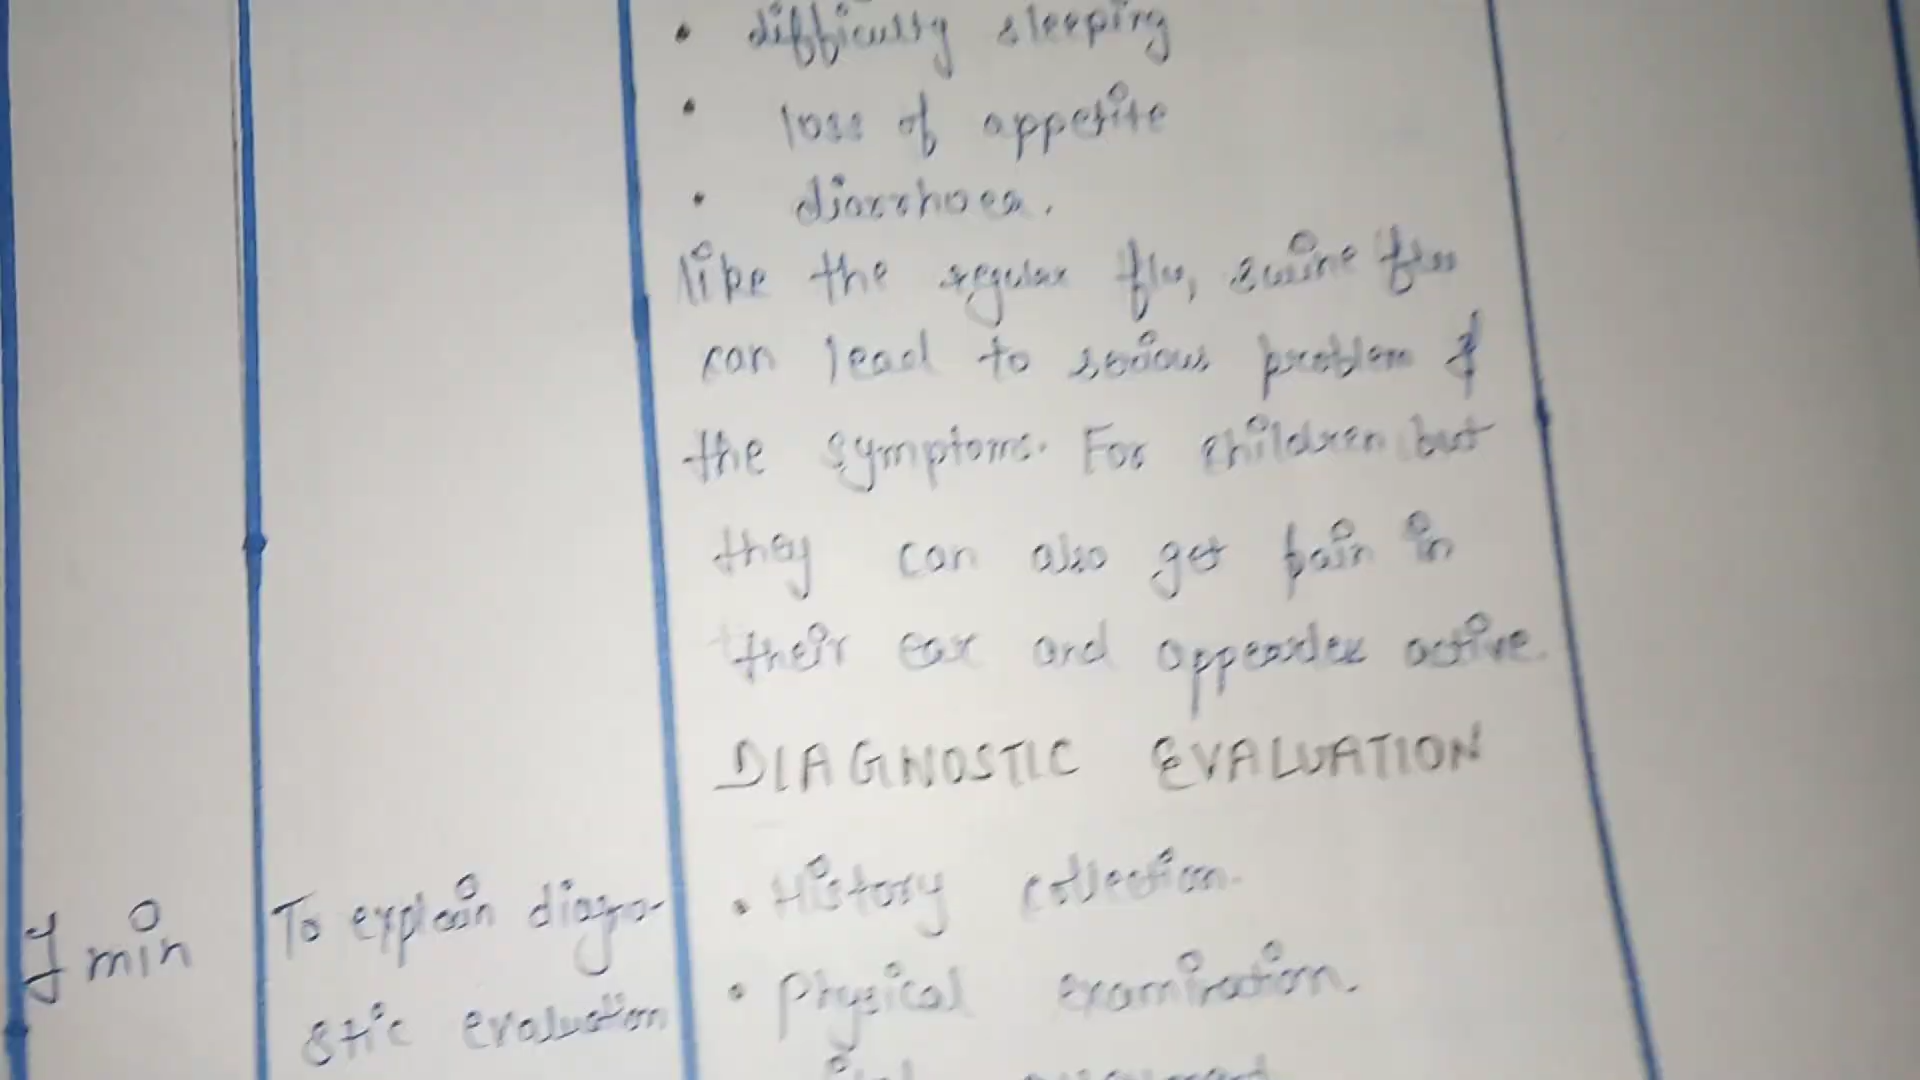 • difficulty sleeping
• loss of appetite
• diarrhoea.
like the regular flu, swine flu
can lead to serious problem &
the symptoms. For children but
they can also get pain in
their ear and active.
DIAGNOSTIC EVALUATION
• History collection.
• Physical examination.
min
To explain diagno-
stic evaluation